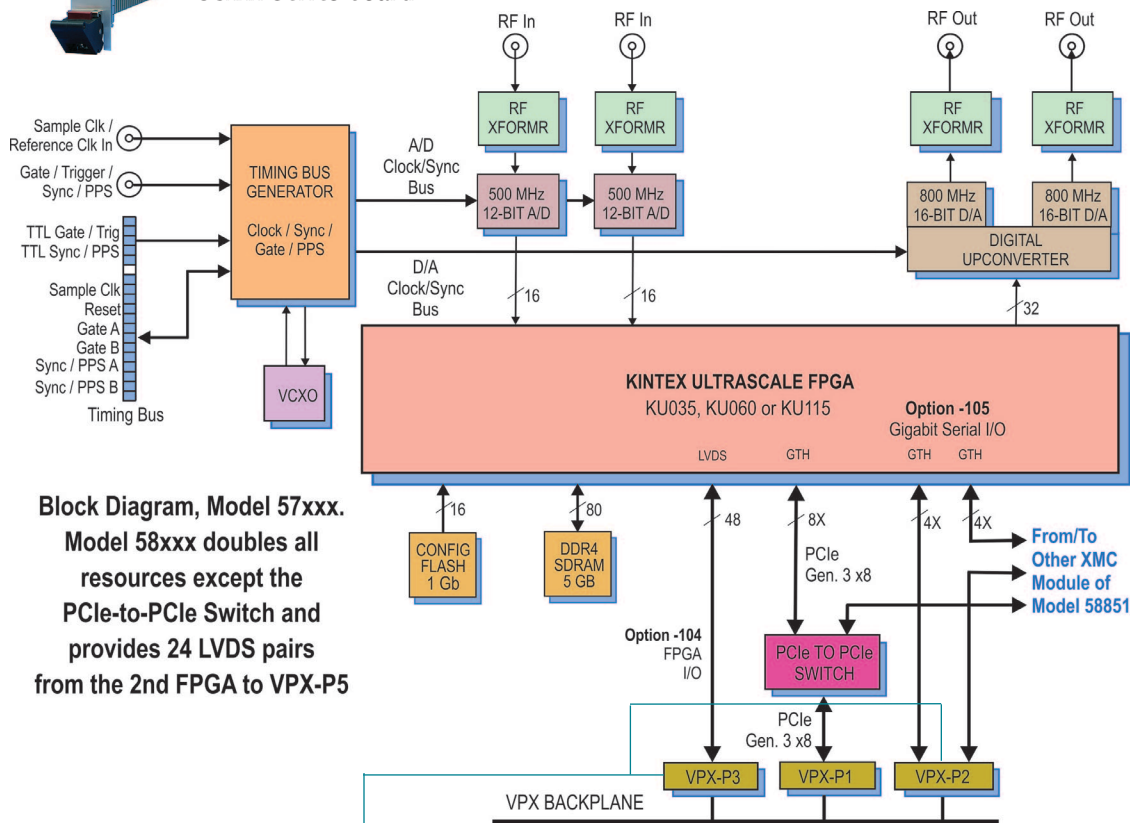 RF In
RF In
RF Out
RF Out
RF
XFORMR
RF
XFORMR
RF
XFORMR
RF
XFORMR
Sample Clk /
Reference Clk In
Gate / Trigger /
Sync / PPS
TTL Gate / Trig
TTL Sync / PPS
Sample Clk
Reset
Gate A
Gate B
Sync / PPS A
Sync / PPS B
Timing Bus
TIMING BUS
GENERATOR
Clock / Sync /
Gate / PPS
VCXO
A/D
Clock/Sync
Bus
D/A
Clock/Sync
Bus
500 MHz
12-BIT A/D
500 MHz
12-BIT A/D
800 MHz
16-BIT D/A
800 MHz
16-BIT D/A
DIGITAL
UPCONVERTER
16
16
32
KINTEX ULTRASCALE FPGA
KU035, KU060 or KU115
Option -105
Gigabit Serial I/O
LVDS
GTH
GTH
GTH
16
80
48
8X
4X
4X
CONFIG
FLASH
1 Gb
DDR4
SDRAM
5 GB
PCIe
Gen. 3 x8
From/To
Other XMC
Module of
Model 58851
Option -104
FPGA
I/O
PCIe TO PCIe
SWITCH
PCIe
Gen. 3 x8
VPX-P3
VPX-P1
VPX-P2
VPX BACKPLANE
Block Diagram, Model 57xxx.
Model 58xxx doubles all
resources except the
PCIe-to-PCIe Switch and
provides 24 LVDS pairs
from the 2nd FPGA to VPX-P5